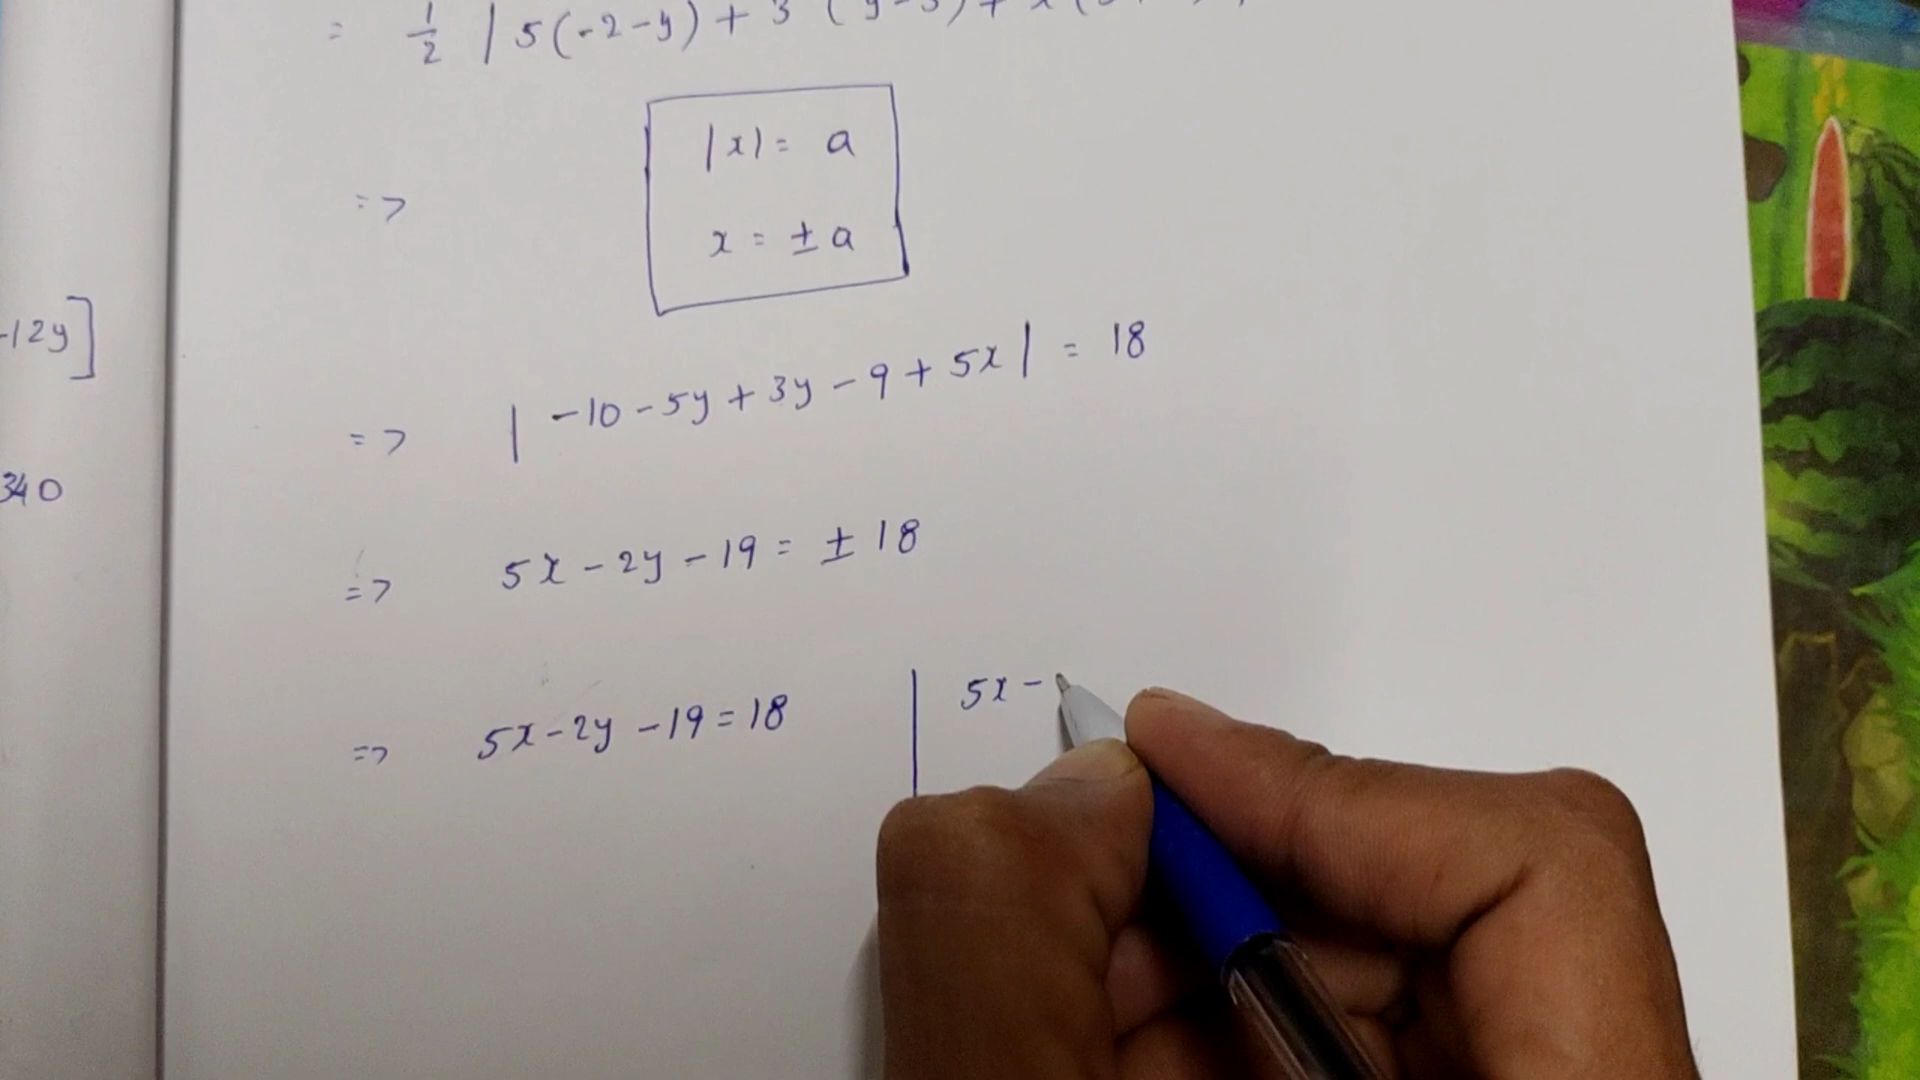 = 1/2 | 5(-2-y) + 3 (y-3) + x(
|x| = a
=>
x = ± a
-12y]
=> | -10 - 5y + 3y - 9 + 5x | = 18
340
=> 5x - 2y - 19 = ± 18
=> 5x - 2y - 19 = 18 | 5x -